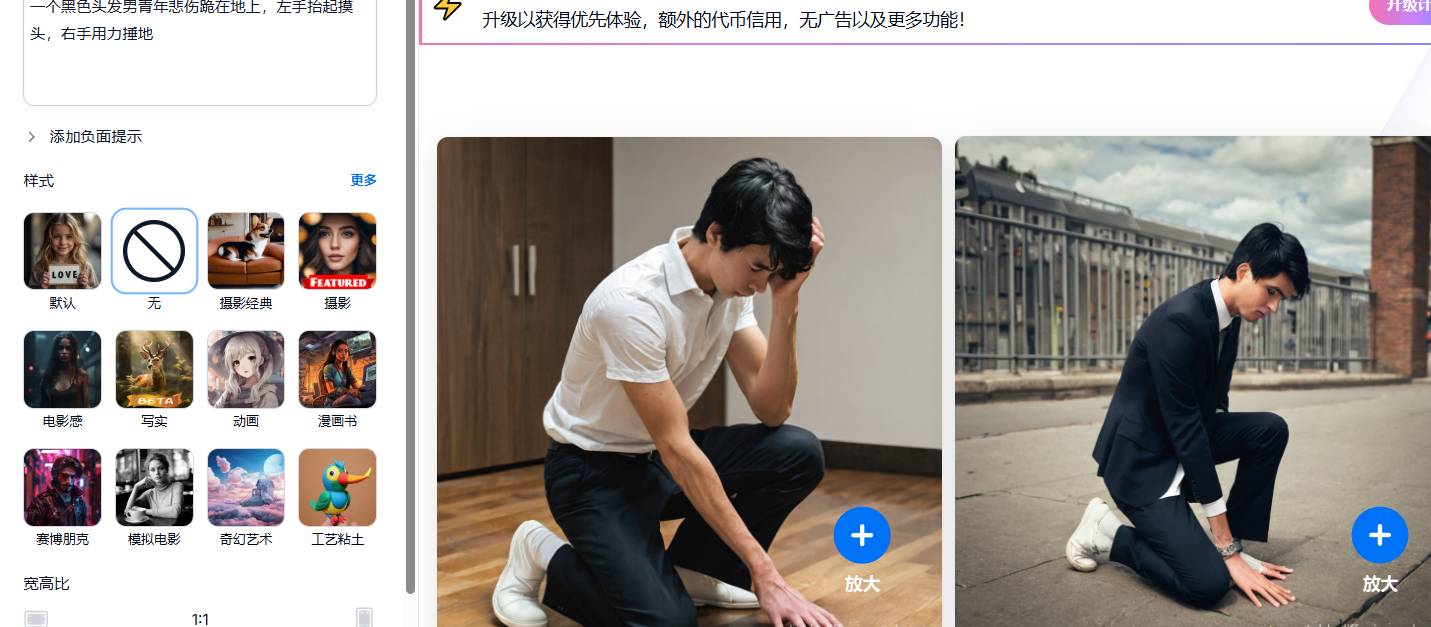 一个黑色头发男青年悲伤跪在地上，左手抬起摸
头，右手用力捶地
添加负面提示
样式
更多
LOVE
FEATURED
默认
无
摄影经典
摄影
BETA
电影感
写实
动画
漫画书
赛博朋克
模拟电影
奇幻艺术
工艺粘土
宽高比
1:1
升级以获得优先体验，额外的代币信用，无广告以及更多功能！
升级计
放大
放大